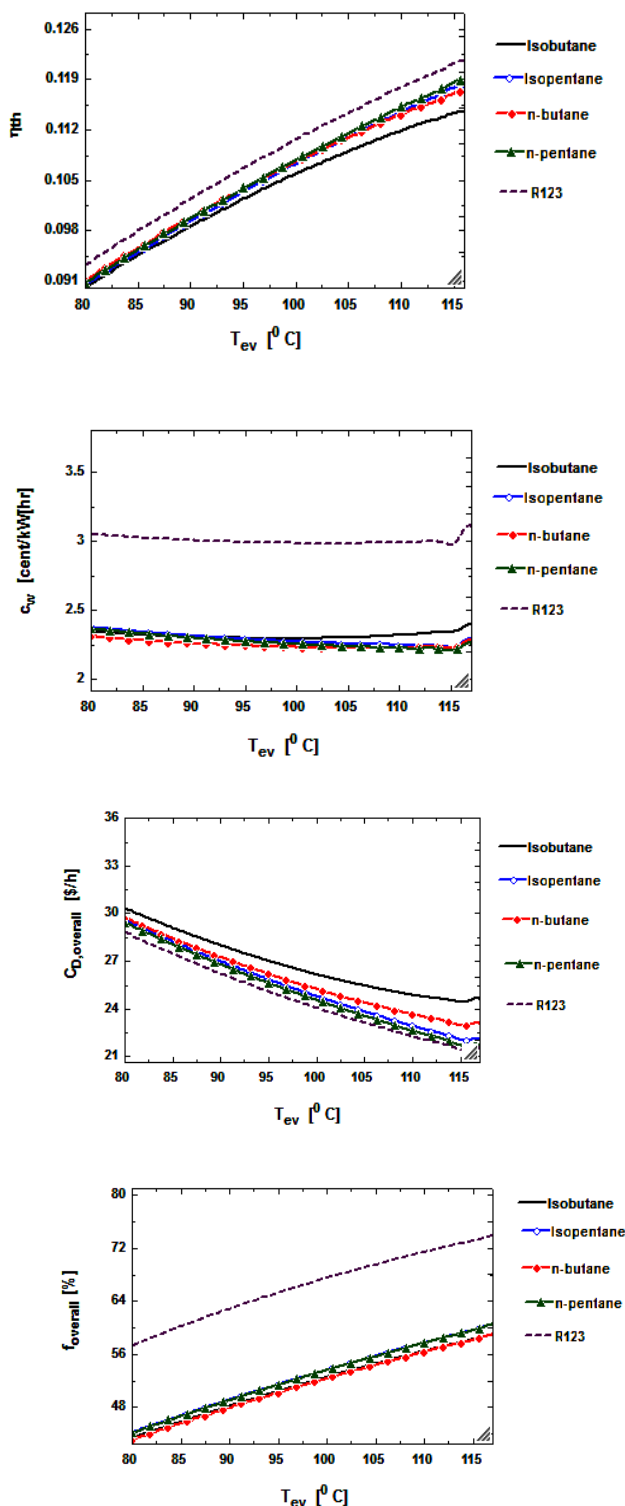 0.126
0.119
0.112
0.105
0.098
0.091
ηth
80 85 90 95 100 105 110 115
Tev [0 C]
Isobutane
Isopentane
n-butane
n-pentane
R123
3.5
3
2.5
2
cw [cent/kW[hr]
80 85 90 95 100 105 110 115
Tev [0 C]
Isobutane
Isopentane
n-butane
n-pentane
R123
36
33
30
27
24
21
CD,overall [$/h]
80 85 90 95 100 105 110 115
Tev [0 C]
Isobutane
Isopentane
n-butane
n-pentane
R123
80
72
64
56
48
foverall [%]
80 85 90 95 100 105 110 115
Tev [0 C]
Isobutane
Isopentane
n-butane
n-pentane
R123